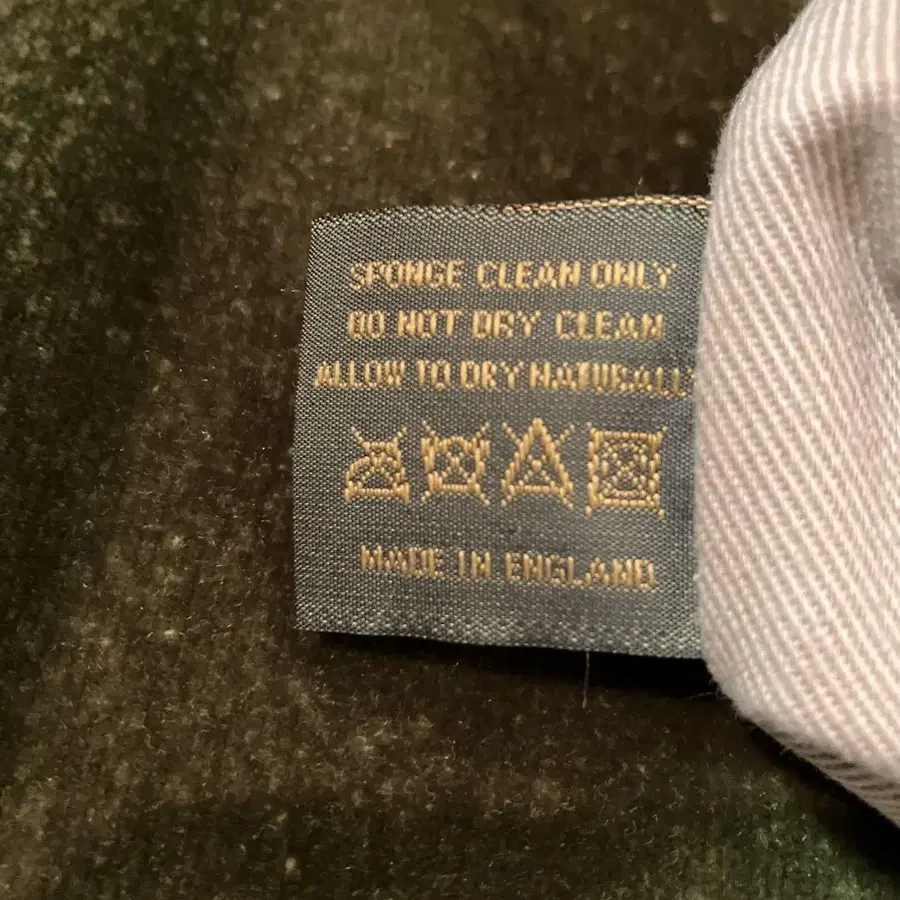 SPONGE CLEAN ONLY
DO NOT DRY CLEAN
ALLOW TO DRY NATURALLY
MADE IN ENGLAND